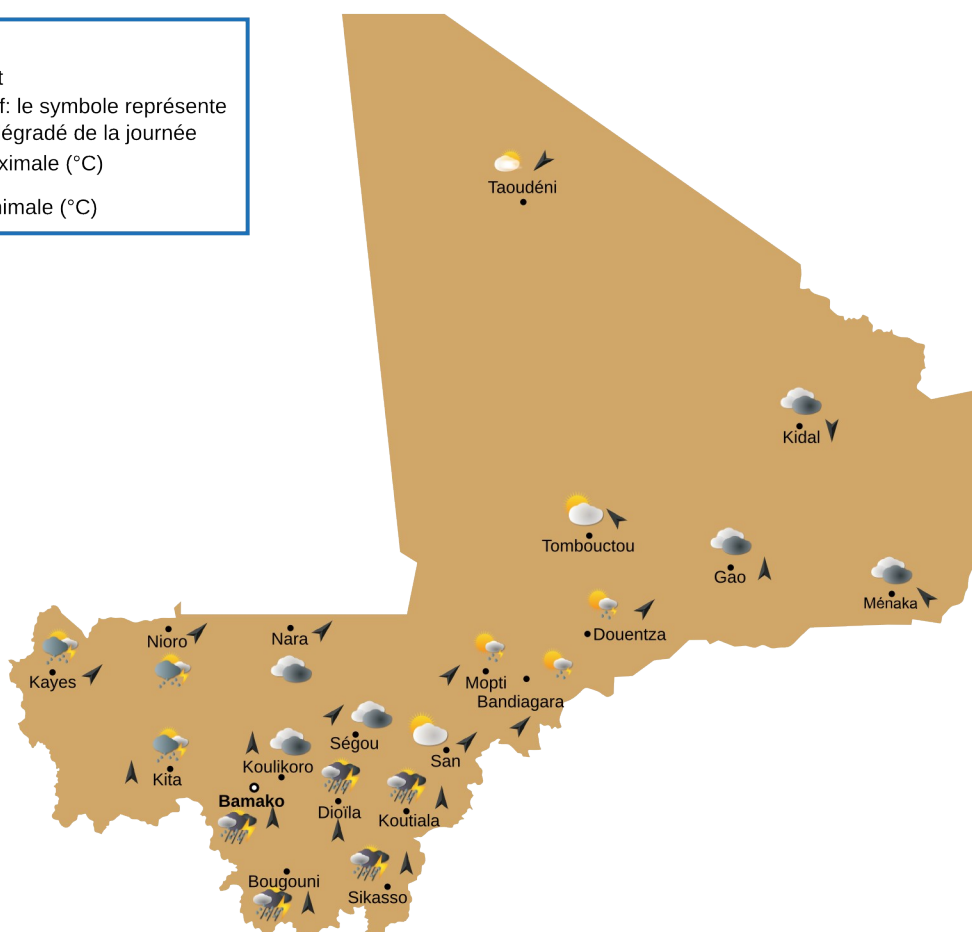 t
f: le symbole représente
égradé de la journée
ximale (°C)
nimale (°C)
Taoudéni
Kidal
Tombouctou
Gao
Ménaka
Douentza
Nioro
Nara
Kayes
Mopti
Bandiagara
Ségou
San
Koulikoro
Kita
Bamako
Dioïla
Koutiala
Bougouni
Sikasso